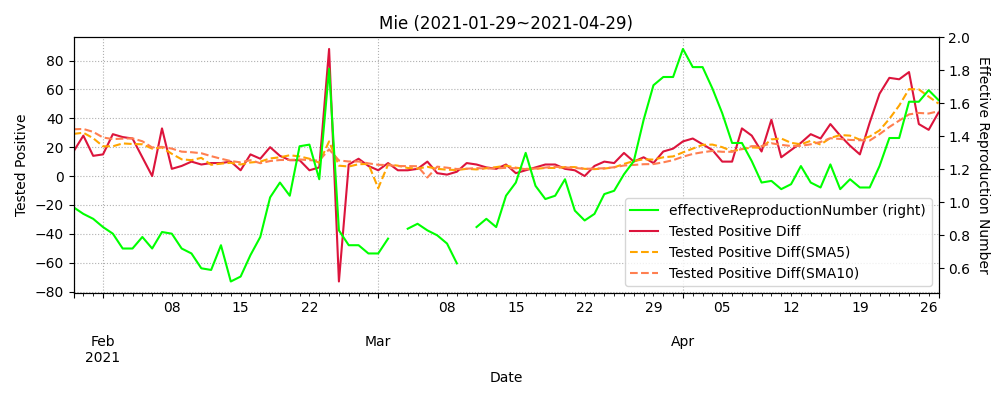 Mie (2021-01-29~2021-04-29)
Tested Positive
80
60
40
20
0
−20
−40
−60
−80
2.0
1.8
1.6
1.4
1.2
1.0
0.8
0.6
Effective Reproduction Number
effectiveReproductionNumber (right)
Tested Positive Diff
Tested Positive Diff(SMA5)
Tested Positive Diff(SMA10)
08 15 22 08 15 22 29 05 12 19 26
Feb Mar Apr
2021
Date